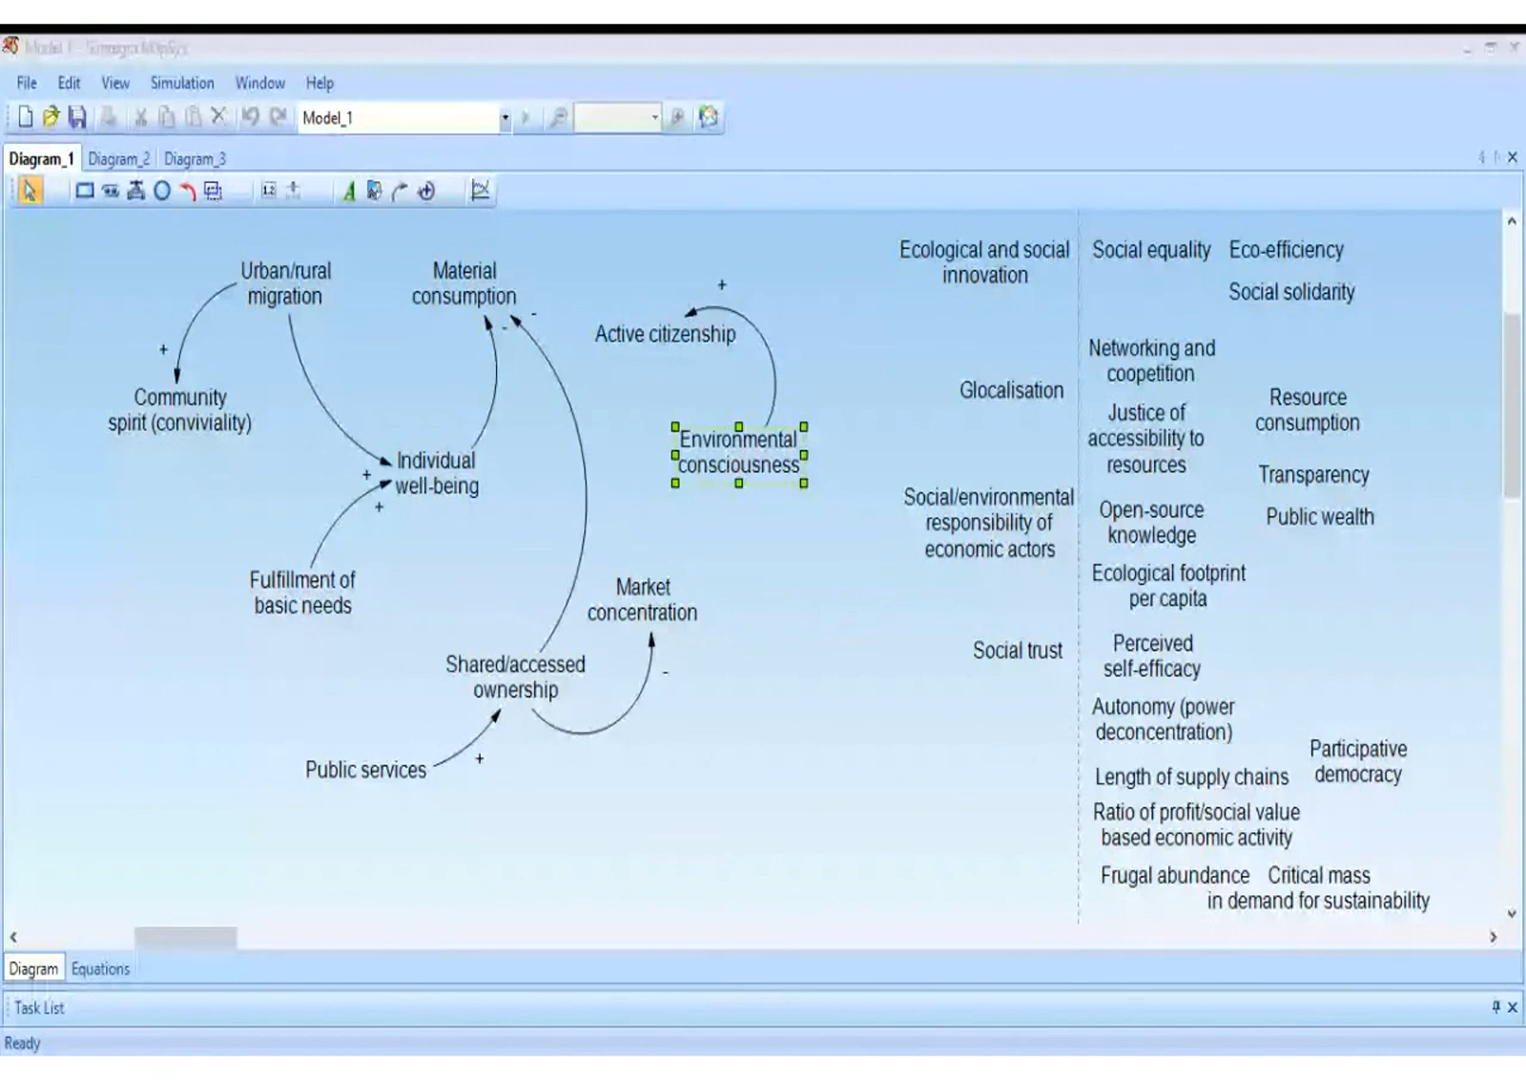 Model 1 -
File Edit View Simulation Window Help
Model_1
Diagram_1 Diagram_2 Diagram_3
Urban/rural
migration
Material
consumption
+
Active citizenship
-
-
+
Community
spirit (conviviality)
Environmental
consciousness
Individual
well-being
+
+
Fulfillment of
basic needs
Market
concentration
Shared/accessed
ownership
-
Public services
+
Ecological and social
innovation
Glocalisation
Social/environmental
responsibility of
economic actors
Social trust
Social equality
Eco-efficiency
Social solidarity
Networking and
coopetition
Resource
consumption
Justice of
accessibility to
resources
Transparency
Open-source
knowledge
Public wealth
Ecological footprint
per capita
Perceived
self-efficacy
Autonomy (power
deconcentration)
Participative
democracy
Length of supply chains
Ratio of profit/social value
based economic activity
Frugal abundance
Critical mass
in demand for sustainability
Diagram Equations
Task List
Ready